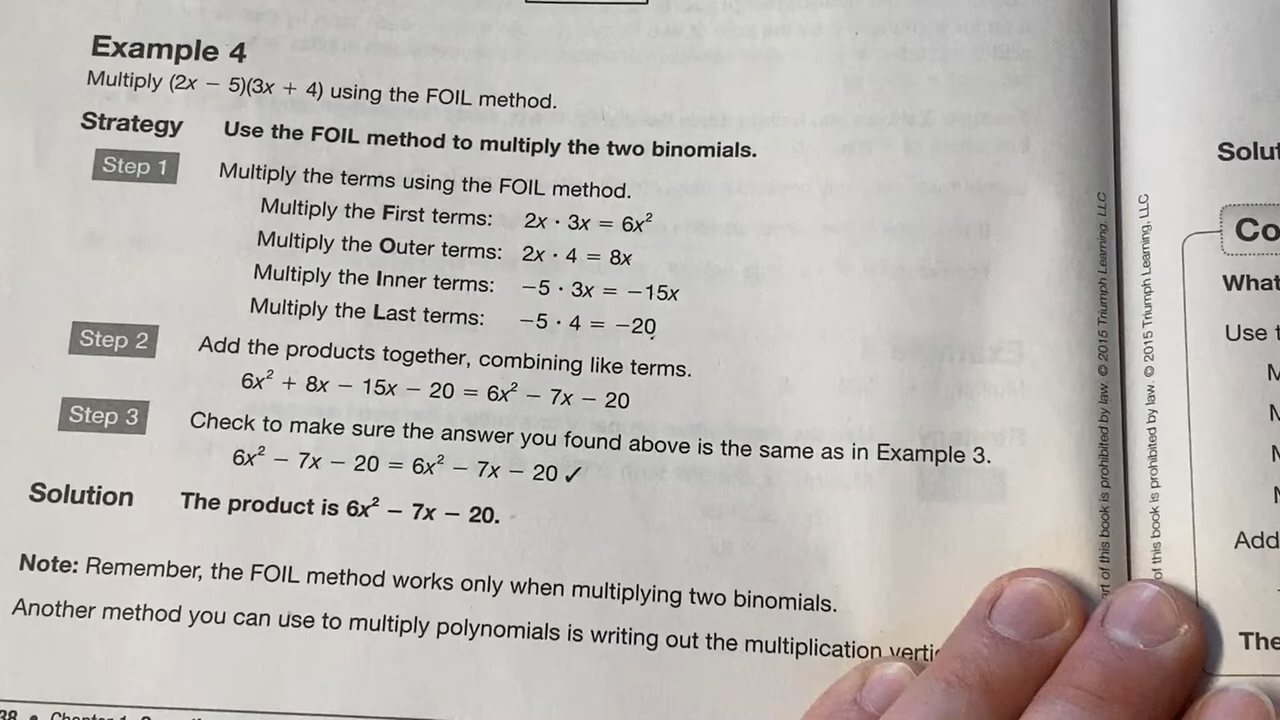 Example 4
Multiply (2x − 5)(3x + 4) using the FOIL method.
Strategy Use the FOIL method to multiply the two binomials.
Step 1 Multiply the terms using the FOIL method.
Multiply the First terms: 2x · 3x = 6x²
Multiply the Outer terms: 2x · 4 = 8x
Multiply the Inner terms: −5 · 3x = −15x
Multiply the Last terms: −5 · 4 = −20
Step 2 Add the products together, combining like terms.
6x² + 8x − 15x − 20 = 6x² − 7x − 20
Step 3 Check to make sure the answer you found above is the same as in Example 3.
6x² − 7x − 20 = 6x² − 7x − 20 ✓
Solution The product is 6x² − 7x − 20.
Note: Remember, the FOIL method works only when multiplying two binomials.
Another method you can use to multiply polynomials is writing out the multiplication
of this book is prohibited by law. © 2015 Triumph Learning, LLC
of this book is prohibited by law. © 2015 Triumph Learning, LLC
What
Use
Add
The